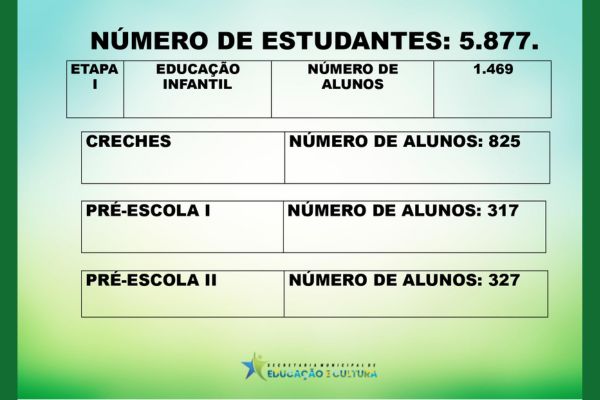 NÚMERO DE ESTUDANTES: 5.877.
ETAPA I
EDUCAÇÃO INFANTIL
NÚMERO DE ALUNOS
1.469
CRECHES
NÚMERO DE ALUNOS: 825
PRÉ-ESCOLA I
NÚMERO DE ALUNOS: 317
PRÉ-ESCOLA II
NÚMERO DE ALUNOS: 327
SECRETARIA MUNICIPAL DE
EDUCAÇÃO E CULTURA